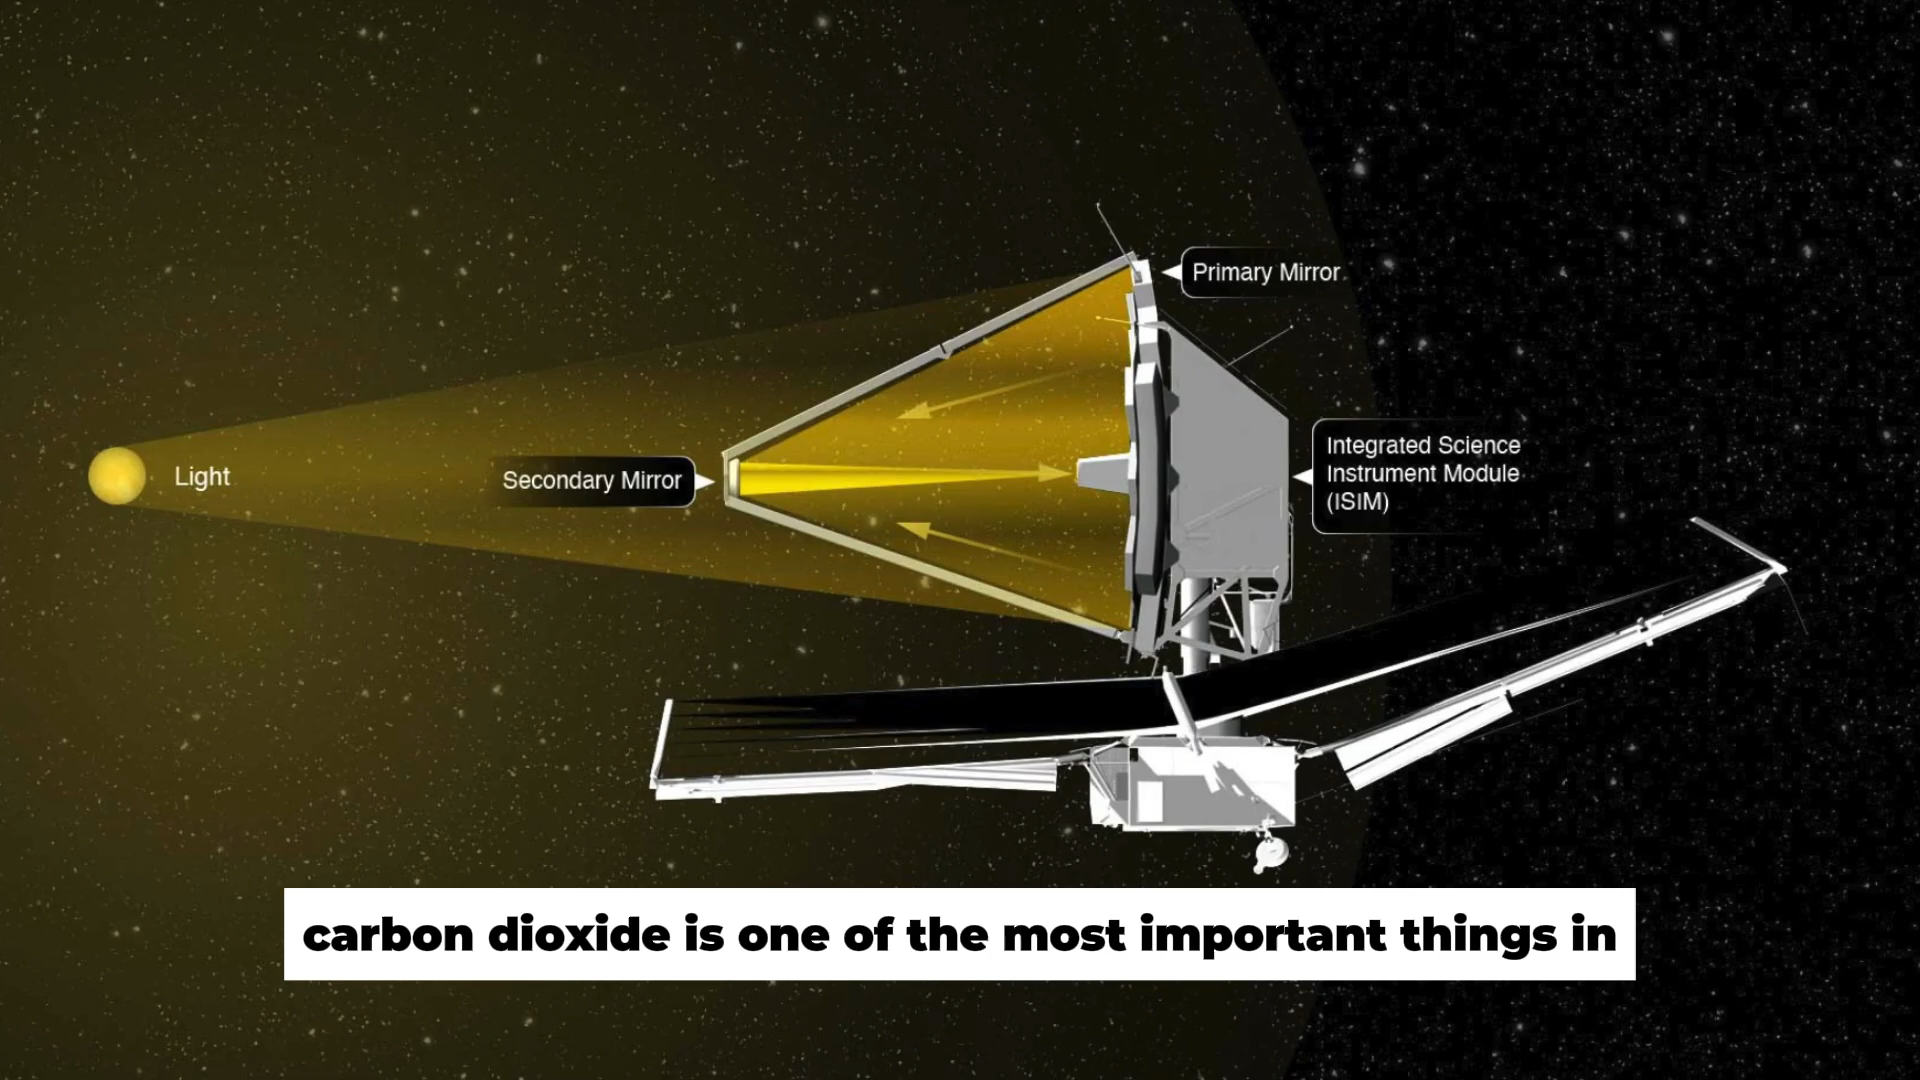 Primary Mirror
Light
Secondary Mirror
Integrated Science
Instrument Module
(ISIM)
carbon dioxide is one of the most important things in